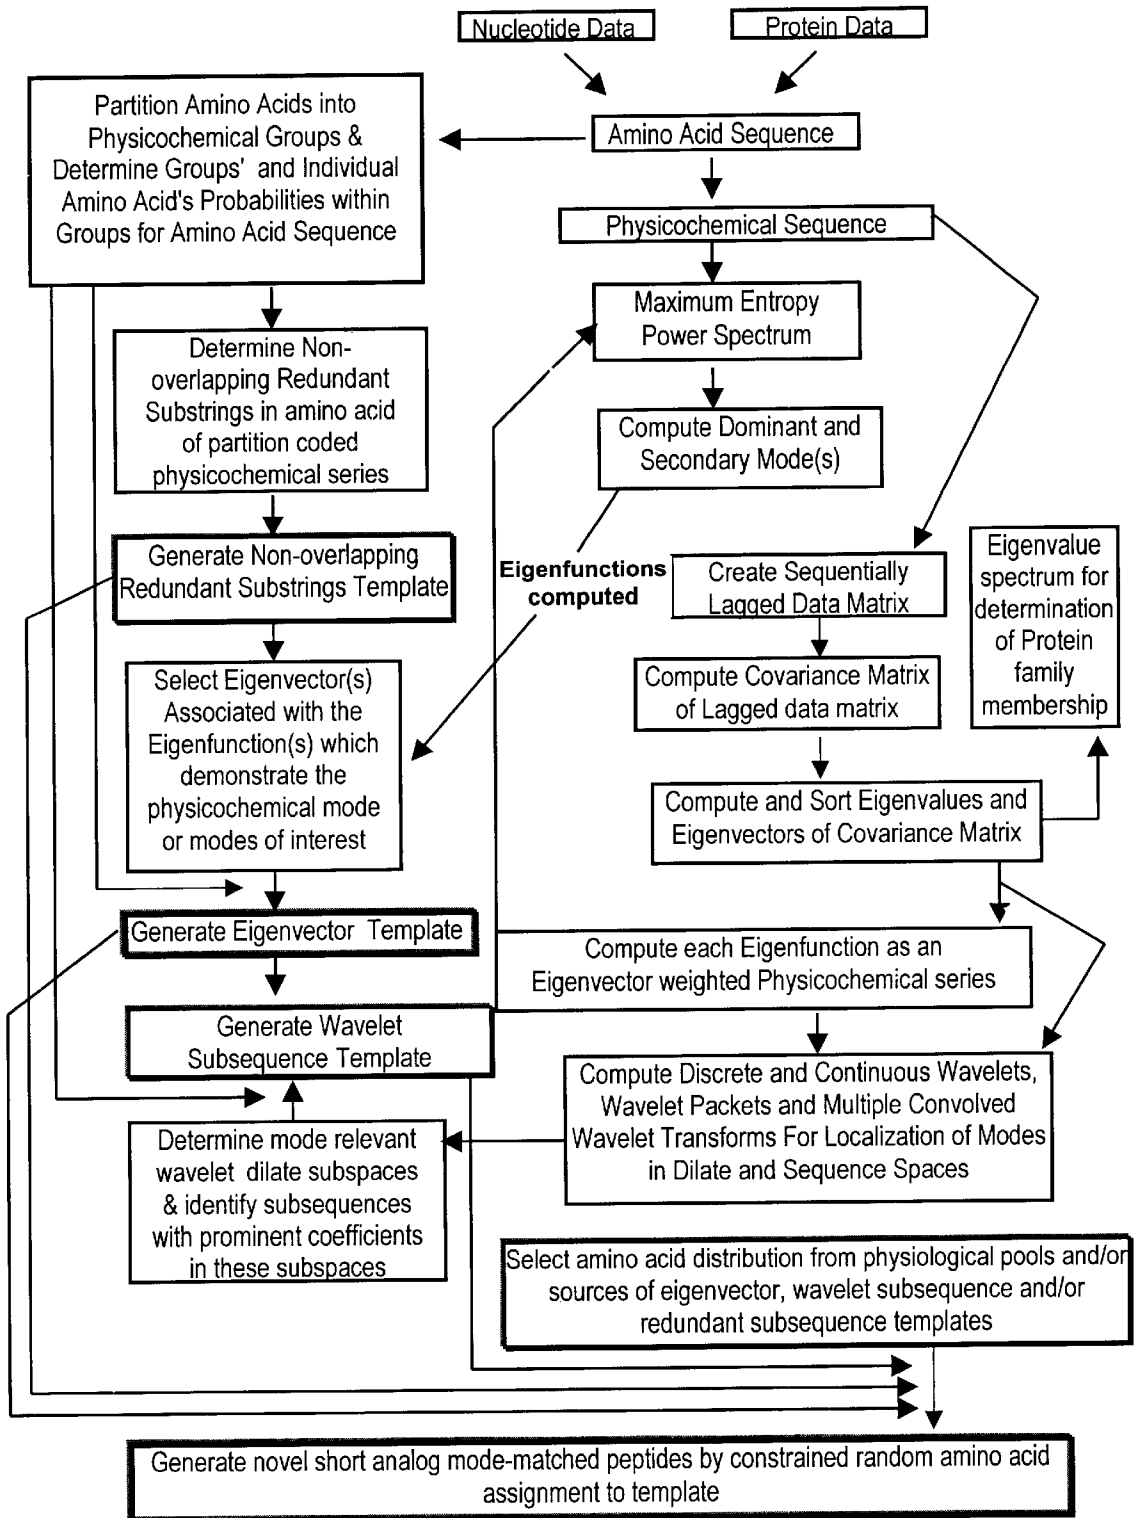 Nucleotide Data
Protein Data
Partition Amino Acids into
Physicochemical Groups &
Determine Groups' and Individual
Amino Acid's Probabilities within
Groups for Amino Acid Sequence
Amino Acid Sequence
Physicochemical Sequence
Maximum Entropy
Power Spectrum
Determine Non-
overlapping Redundant
Substrings in amino acid
of partition coded
physicochemical series
Compute Dominant and
Secondary Mode(s)
Generate Non-overlapping
Redundant Substrings Template
Eigenfunctions
computed
Create Sequentially
Lagged Data Matrix
Eigenvalue
spectrum for
determination
of Protein
family
membership
Select Eigenvector(s)
Associated with the
Eigenfunction(s) which
demonstrate the
physicochemical mode
or modes of interest
Compute Covariance Matrix
of Lagged data matrix
Compute and Sort Eigenvalues and
Eigenvectors of Covariance Matrix
Generate Eigenvector Template
Compute each Eigenfunction as an
Eigenvector weighted Physicochemical series
Generate Wavelet
Subsequence Template
Compute Discrete and Continuous Wavelets,
Wavelet Packets and Multiple Convolved
Wavelet Transforms For Localization of Modes
in Dilate and Sequence Spaces
Determine mode relevant
wavelet dilate subspaces
& identify subsequences
with prominent coefficients
in these subspaces
Select amino acid distribution from physiological pools and/or
sources of eigenvector, wavelet subsequence and/or
redundant subsequence templates
Generate novel short analog mode-matched peptides by constrained random amino acid
assignment to template